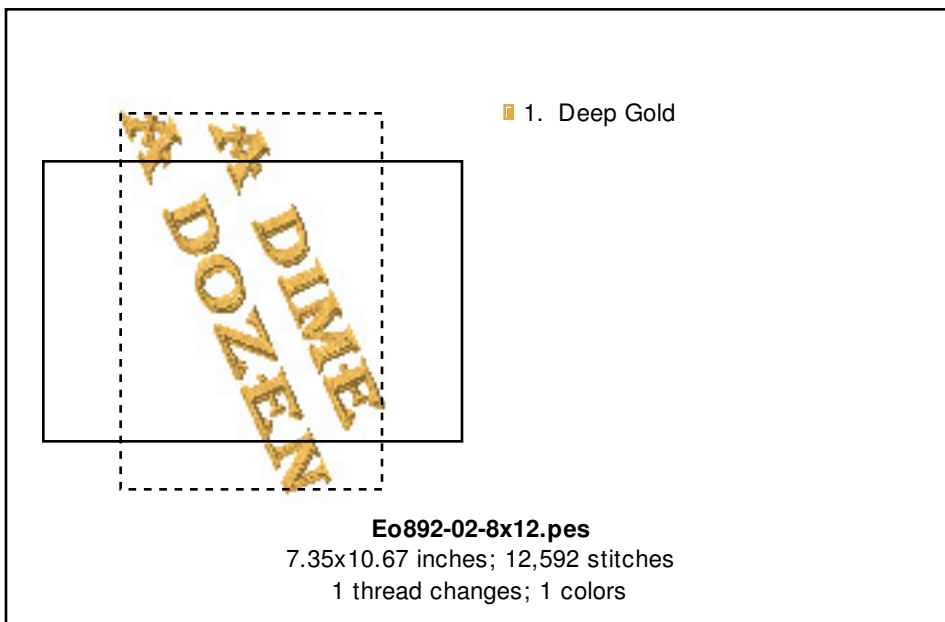 1. Deep Gold
A DIME
A DOZEN
Eo892-02-8x12.pes
7.35x10.67 inches; 12,592 stitches
1 thread changes; 1 colors